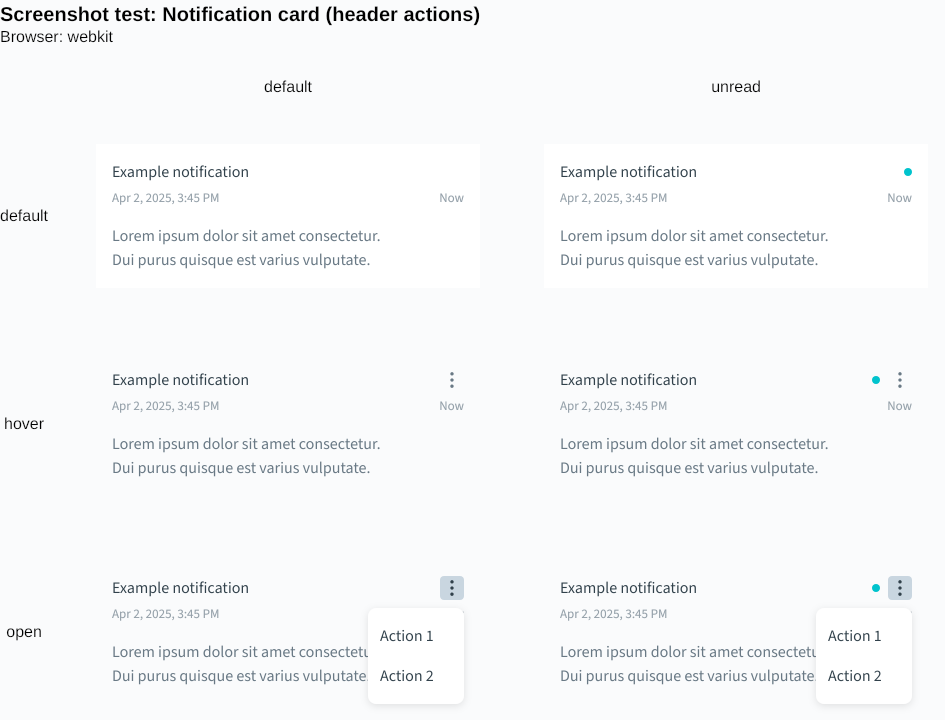 Screenshot test: Notification card (header actions)
Browser: webkit
default unread
default
Example notification
Apr 2, 2025, 3:45 PM Now
Lorem ipsum dolor sit amet consectetur.
Dui purus quisque est varius vulputate.
Example notification
Apr 2, 2025, 3:45 PM Now
Lorem ipsum dolor sit amet consectetur.
Dui purus quisque est varius vulputate.
hover
Example notification
Apr 2, 2025, 3:45 PM Now
Lorem ipsum dolor sit amet consectetur.
Dui purus quisque est varius vulputate.
Example notification
Apr 2, 2025, 3:45 PM Now
Lorem ipsum dolor sit amet consectetur.
Dui purus quisque est varius vulputate.
open
Example notification
Apr 2, 2025, 3:45 PM
Lorem ipsum dolor sit amet consectetu
Dui purus quisque est varius vulputate.
Action 1
Action 2
Example notification
Apr 2, 2025, 3:45 PM
Lorem ipsum dolor sit amet consectetu
Dui purus quisque est varius vulputate.
Action 1
Action 2